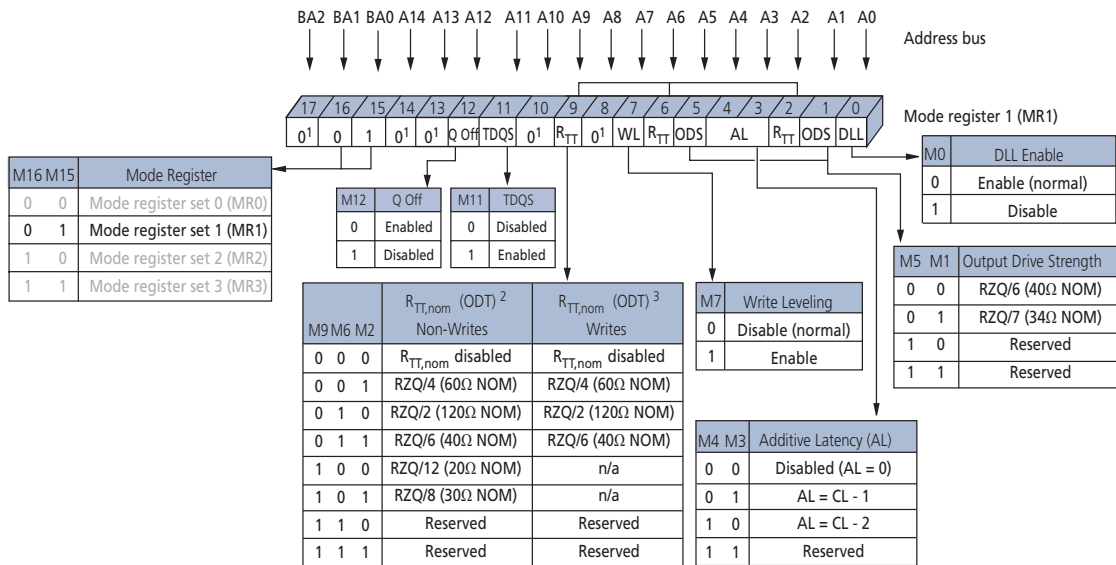 BA2 BA1 BA0 A14 A13 A12 A11 A10 A9 A8 A7 A6 A5 A4 A3 A2 A1 A0
Address bus
17 16 15 14 13 12 11 10 9 8 7 6 5 4 3 2 1 0
Mode register 1 (MR1)
0¹ 0 1 0¹ 0¹ Q Off TDQS 0¹ R_TT 0¹ WL R_TT ODS AL R_TT ODS DLL
M16 M15 Mode Register
0 0 Mode register set 0 (MR0)
0 1 Mode register set 1 (MR1)
1 0 Mode register set 2 (MR2)
1 1 Mode register set 3 (MR3)
M12 Q Off
0 Enabled
1 Disabled
M11 TDQS
0 Disabled
1 Enabled
M0 DLL Enable
0 Enable (normal)
1 Disable
M5 M1 Output Drive Strength
0 0 RZQ/6 (40Ω NOM)
0 1 RZQ/7 (34Ω NOM)
1 0 Reserved
1 1 Reserved
M9 M6 M2 R_TT,nom (ODT) ² Non-Writes R_TT,nom (ODT) ³ Writes
0 0 0 R_TT,nom disabled R_TT,nom disabled
0 0 1 RZQ/4 (60Ω NOM) RZQ/4 (60Ω NOM)
0 1 0 RZQ/2 (120Ω NOM) RZQ/2 (120Ω NOM)
0 1 1 RZQ/6 (40Ω NOM) RZQ/6 (40Ω NOM)
1 0 0 RZQ/12 (20Ω NOM) n/a
1 0 1 RZQ/8 (30Ω NOM) n/a
1 1 0 Reserved Reserved
1 1 1 Reserved Reserved
M7 Write Leveling
0 Disable (normal)
1 Enable
M4 M3 Additive Latency (AL)
0 0 Disabled (AL = 0)
0 1 AL = CL - 1
1 0 AL = CL - 2
1 1 Reserved